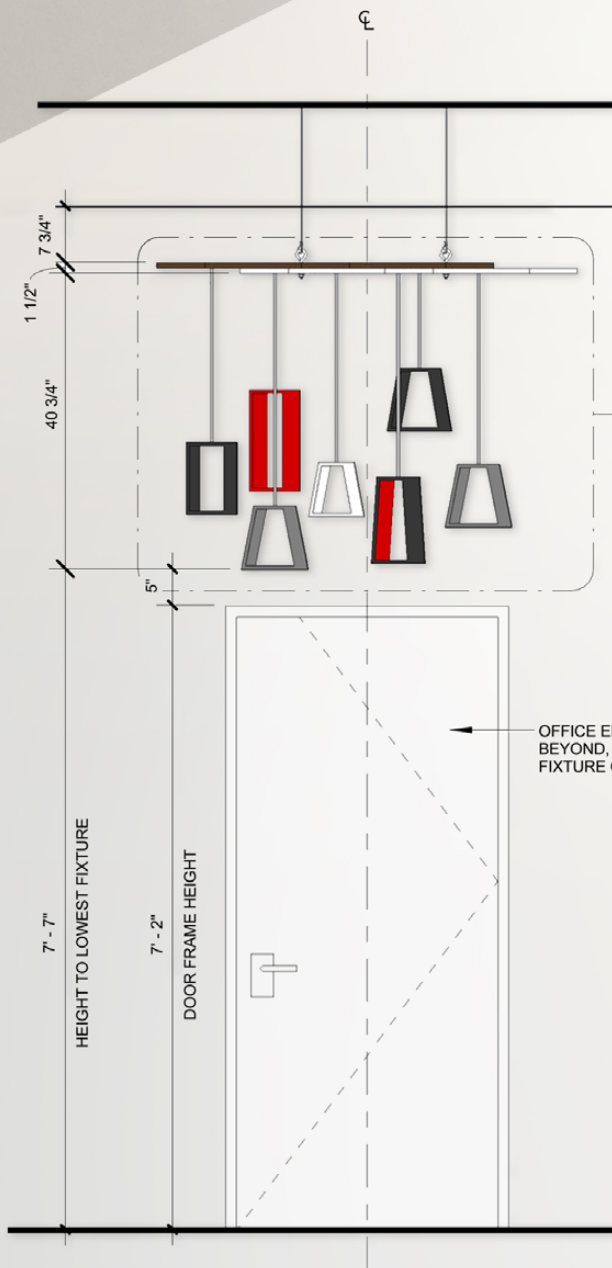 ℄
7 3/4"
1 1/2"
40 3/4"
5"
OFFICE
BEYOND,
FIXTURE
7' - 7"
HEIGHT TO LOWEST FIXTURE
7' - 2"
DOOR FRAME HEIGHT